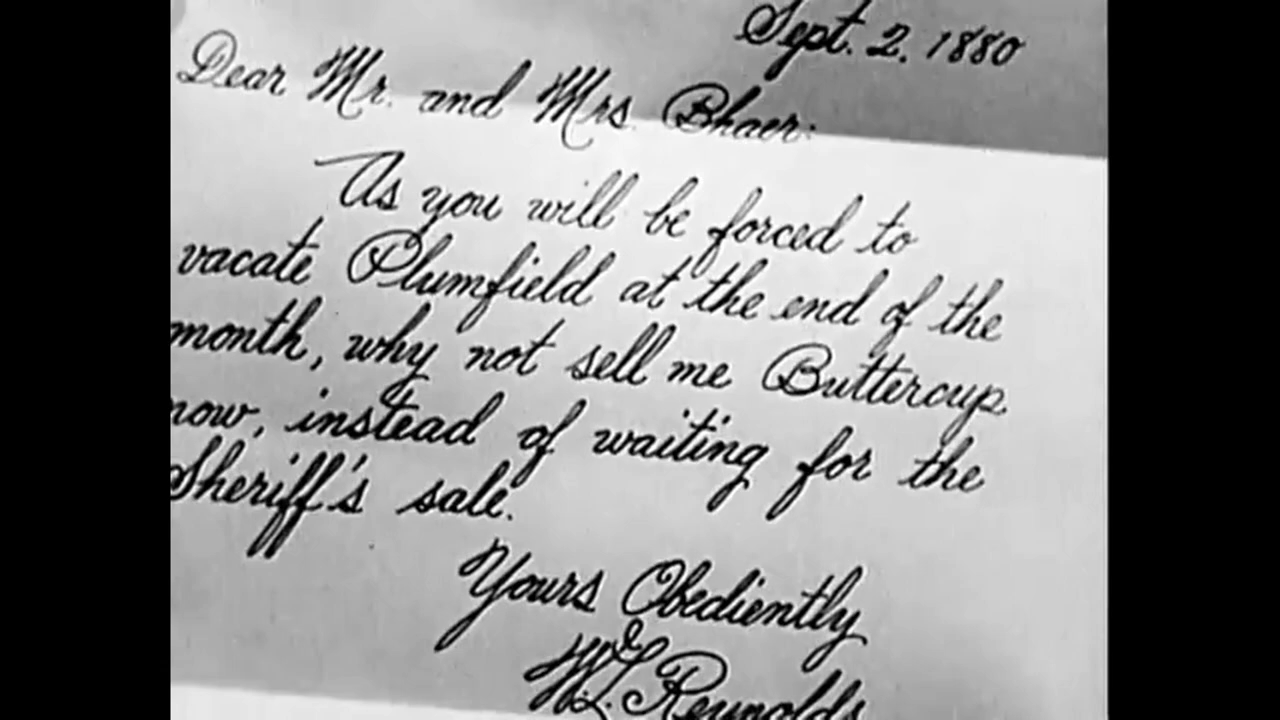 Sept. 2, 1880
Dear Mr. and Mrs. Bhaer:
As you will be forced to
vacate Plumfield at the end of the
month, why not sell me Buttercup
now, instead of waiting for the
Sheriff's sale.
Yours Obediently
W. L. Reynolds